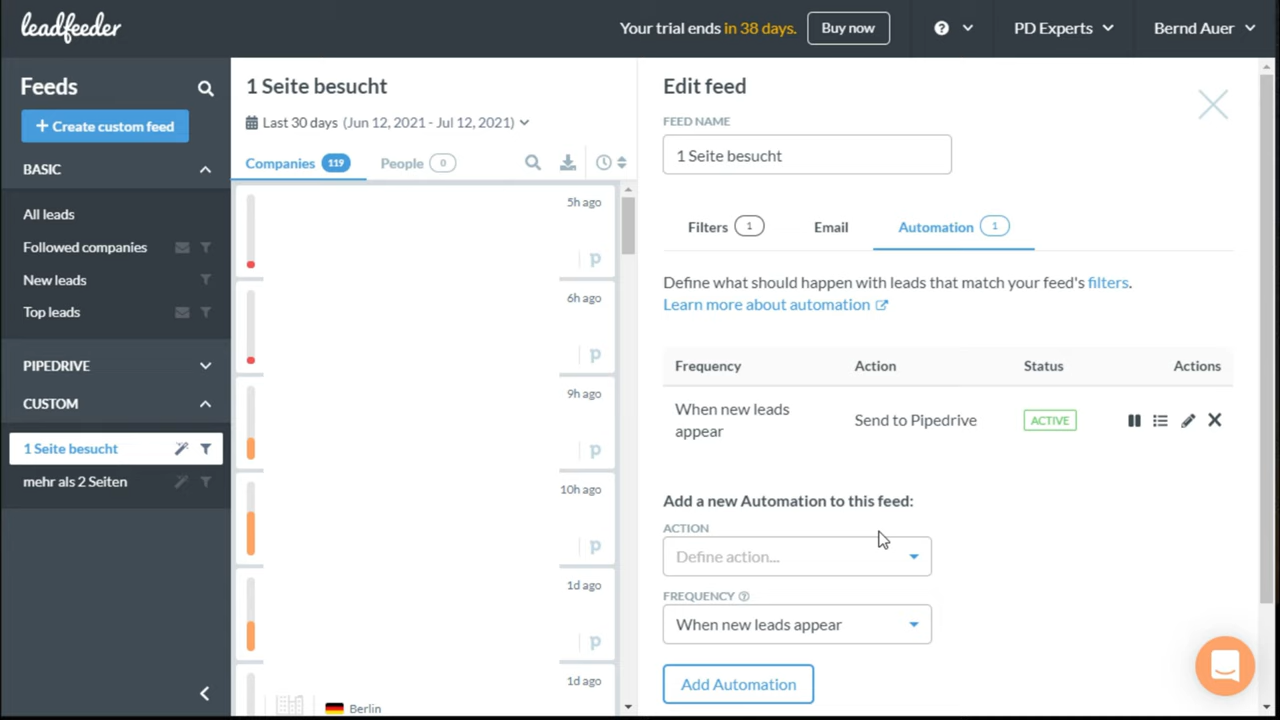 leadfeeder
Your trial ends in 38 days.
Buy now
PD Experts
Bernd Auer
Feeds
+ Create custom feed
BASIC
All leads
Followed companies
New leads
Top leads
PIPEDRIVE
CUSTOM
1 Seite besucht
mehr als 2 Seiten
1 Seite besucht
Last 30 days (Jun 12, 2021 - Jul 12, 2021)
Companies 119
People 0
5h ago
p
6h ago
p
9h ago
p
10h ago
p
1d ago
p
1d ago
Berlin
Edit feed
FEED NAME
1 Seite besucht
Filters 1
Email
Automation 1
Define what should happen with leads that match your feed's filters.
Learn more about automation
Frequency Action Status Actions
When new leads appear
Send to Pipedrive
ACTIVE
Add a new Automation to this feed:
ACTION
Define action...
FREQUENCY
When new leads appear
Add Automation